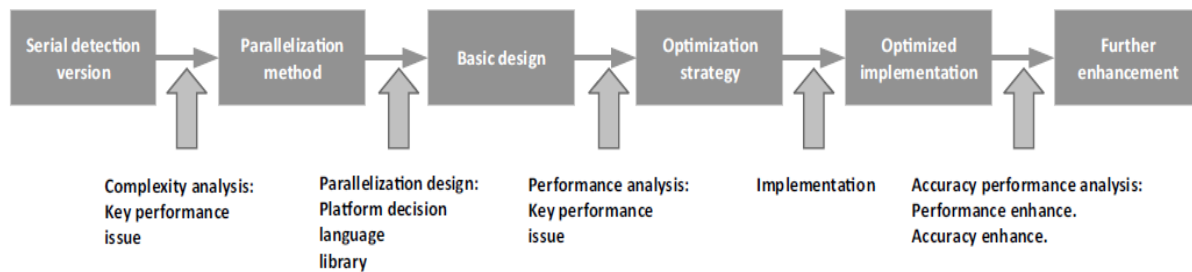 Serial detection
version
Parallelization
method
Basic design
Optimization
strategy
Optimized
implementation
Further
enhancement
Complexity analysis:
Key performance
issue
Parallelization design:
Platform decision
language
library
Performance analysis:
Key performance
issue
Implementation
Accuracy performance analysis:
Performance enhance.
Accuracy enhance.